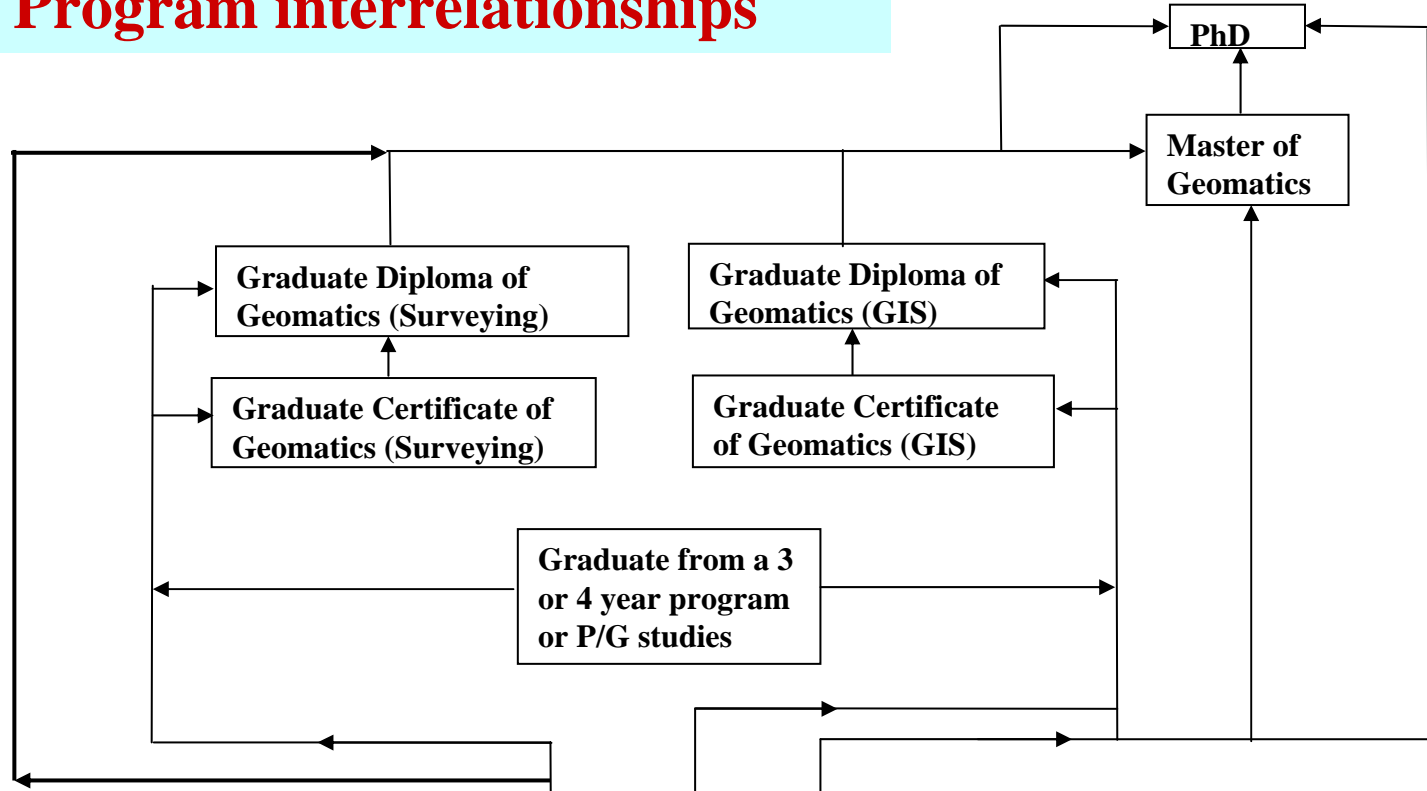 Program interrelationships
PhD
Master of
Geomatics
Graduate Diploma of
Geomatics (Surveying)
Graduate Diploma of
Geomatics (GIS)
Graduate Certificate of
Geomatics (Surveying)
Graduate Certificate
of Geomatics (GIS)
Graduate from a 3
or 4 year program
or P/G studies